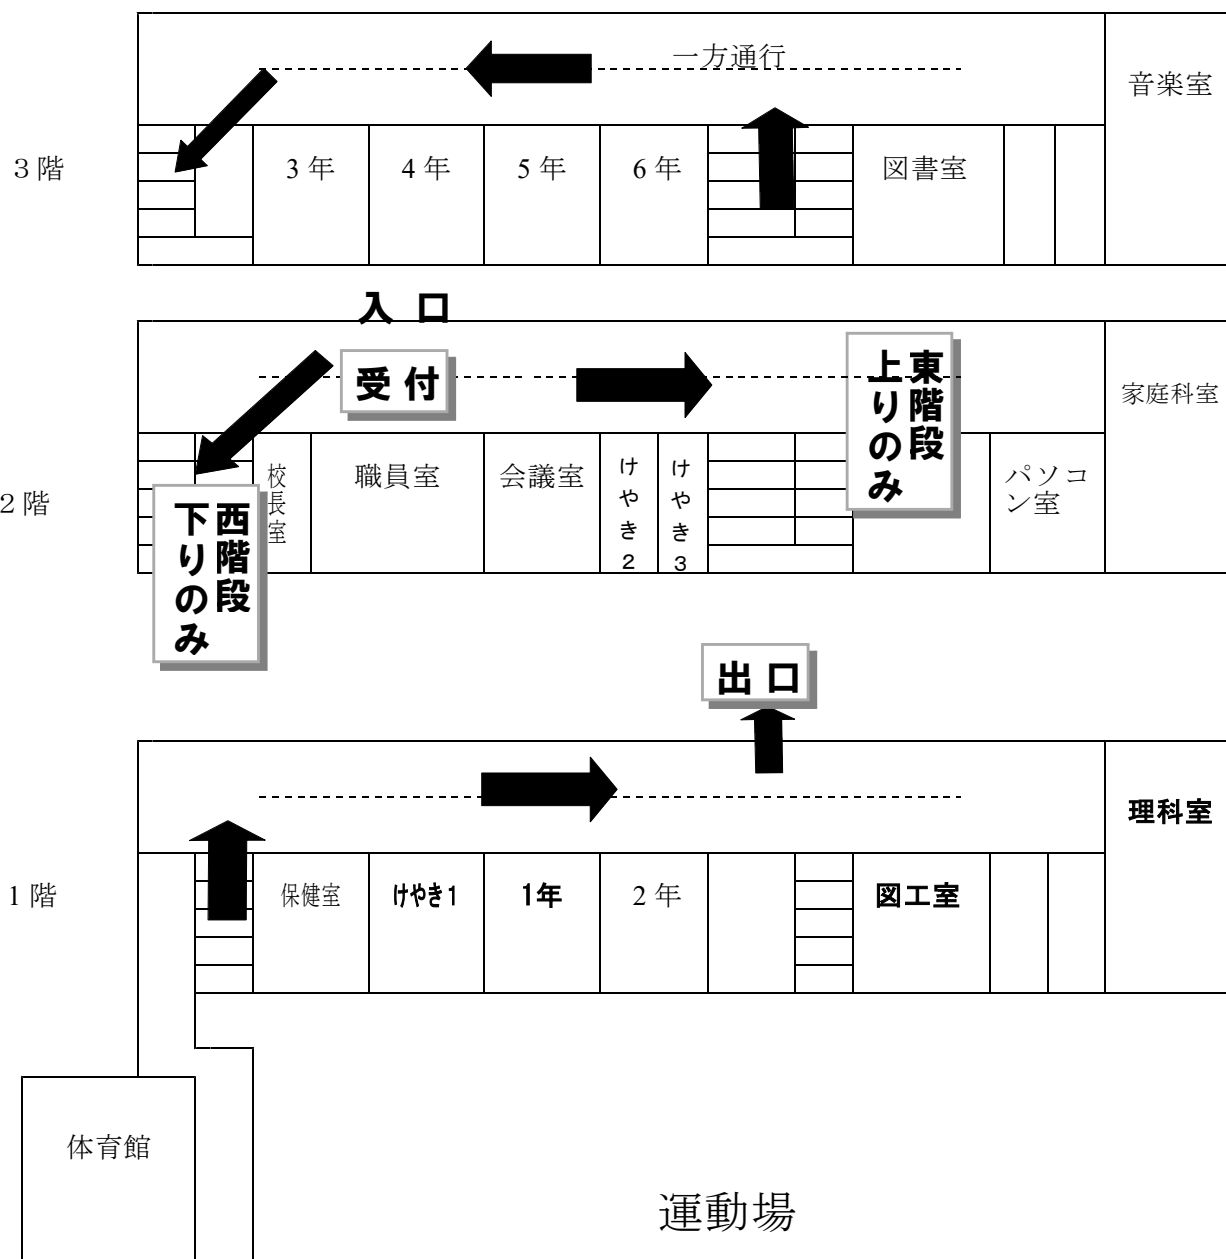 一方通行
音楽室
3階
3年
4年
5年
6年
図書室
入口
受付
東階段
上りのみ
家庭科室
2階
校長室
職員室
会議室
けやき2
けやき3
パソコ
ン室
西階段
下りのみ
出口
理科室
1階
保健室
けやき1
1年
2年
図工室
体育館
運動場